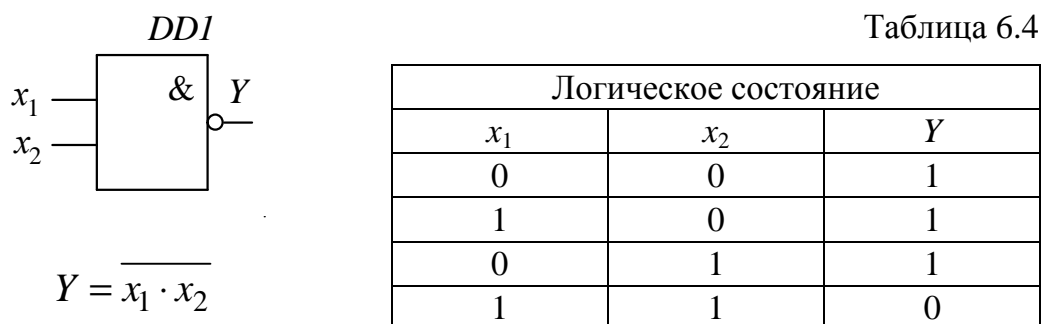 DD1
&
x₁
x₂
Y
Y = \overline{x₁ · x₂}
Таблица 6.4
Логическое состояние
x₁ x₂ Y
0 0 1
1 0 1
0 1 1
1 1 0